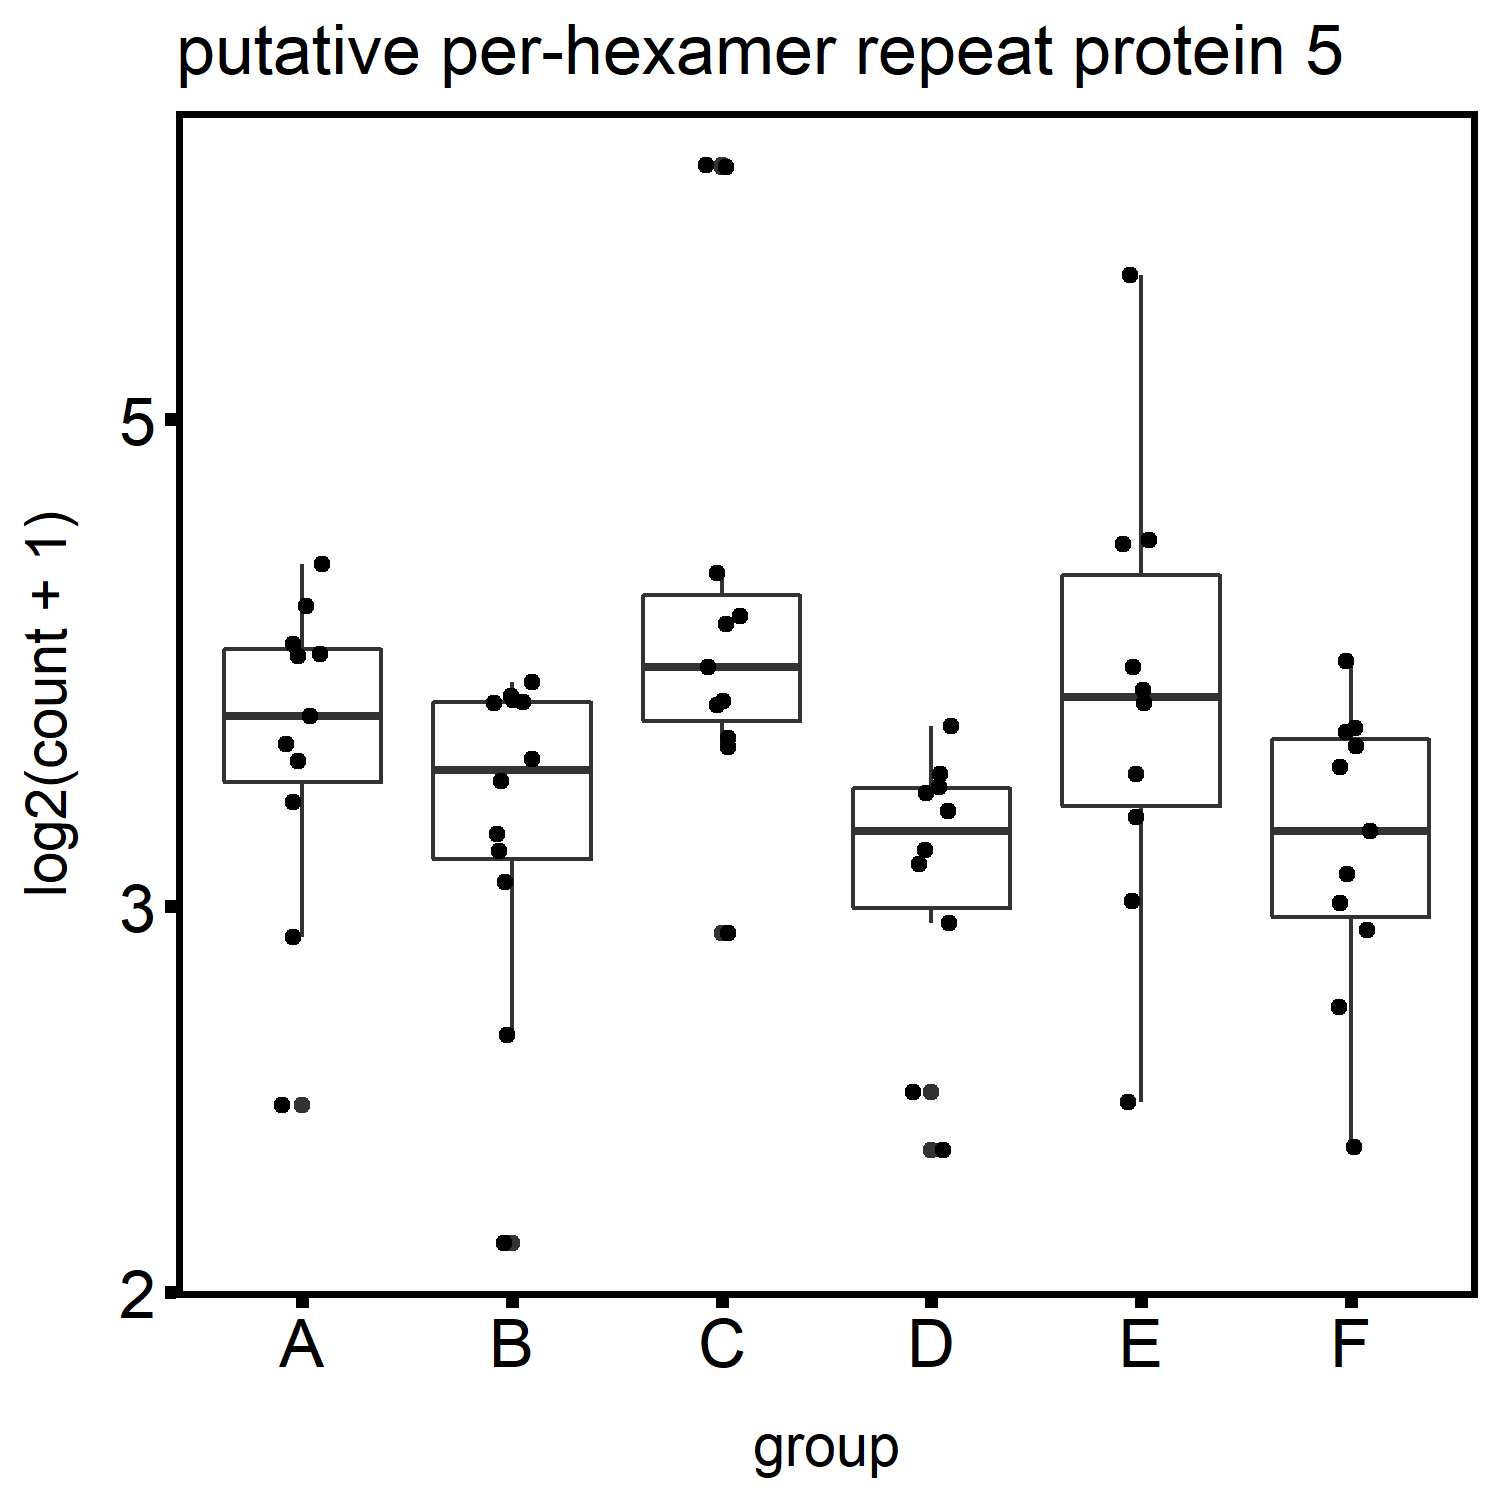 putative per-hexamer repeat protein 5
log2(count + 1)
5
3
2
A B C D E F
group